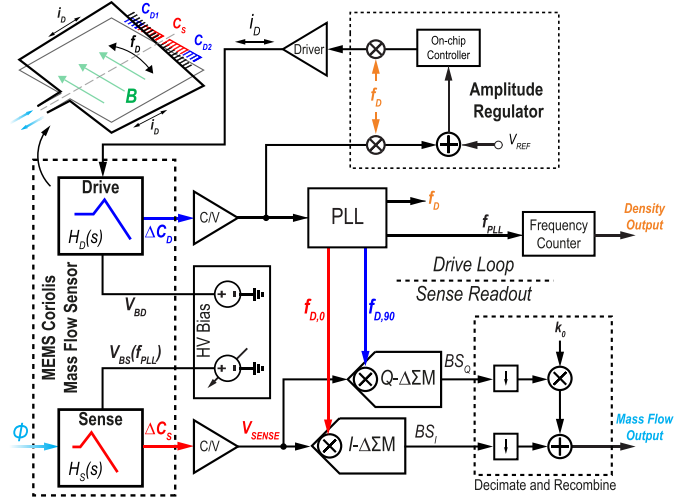 C_D1
C_S
C_D2
i_D
f_D
B
i_D
i_D
Driver
On-chip
Controller
Amplitude
Regulator
f_D
V_REF
Drive
H_D(s)
ΔC_D
C/V
PLL
f_D
f_PLL
Frequency
Counter
Density
Output
Drive Loop
Sense Readout
MEMS Coriolis
Mass Flow Sensor
V_BD
HV Bias
V_BS(f_PLL)
f_D,0
f_D,90
Q-ΔΣM
BS_Q
k_0
Φ
Sense
H_S(s)
ΔC_S
C/V
V_SENSE
I-ΔΣM
BS_I
Mass Flow
Output
Decimate and Recombine